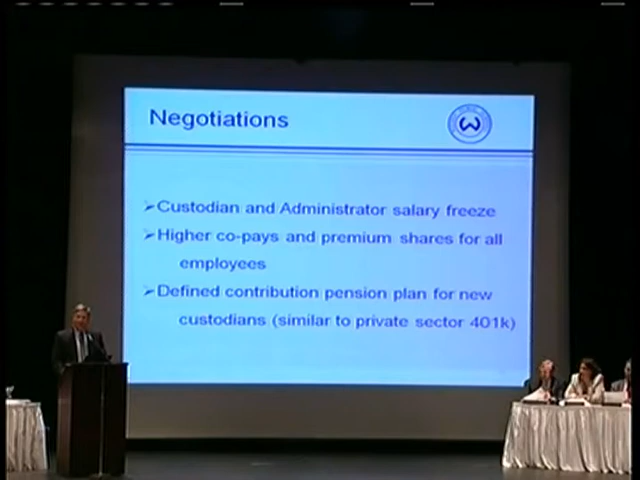 Negotiations
➢Custodian and Administrator salary freeze
➢Higher co-pays and premium shares for all
employees
➢Defined contribution pension plan for new
custodians (similar to private sector 401k)